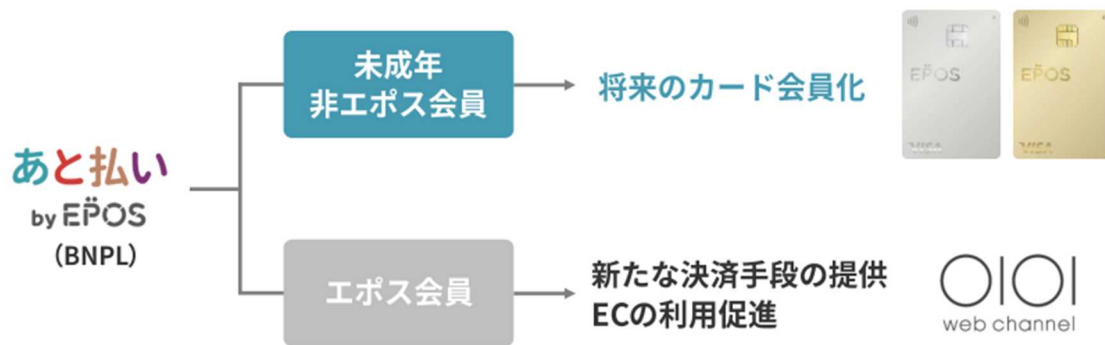 未成年
非エポス会員
将来のカード会員化
EPOS
VISA
EPOS
VISA
あと払い
by EPOS
(BNPL)
エポス会員
新たな決済手段の提供
ECの利用促進
OIOI
web channel